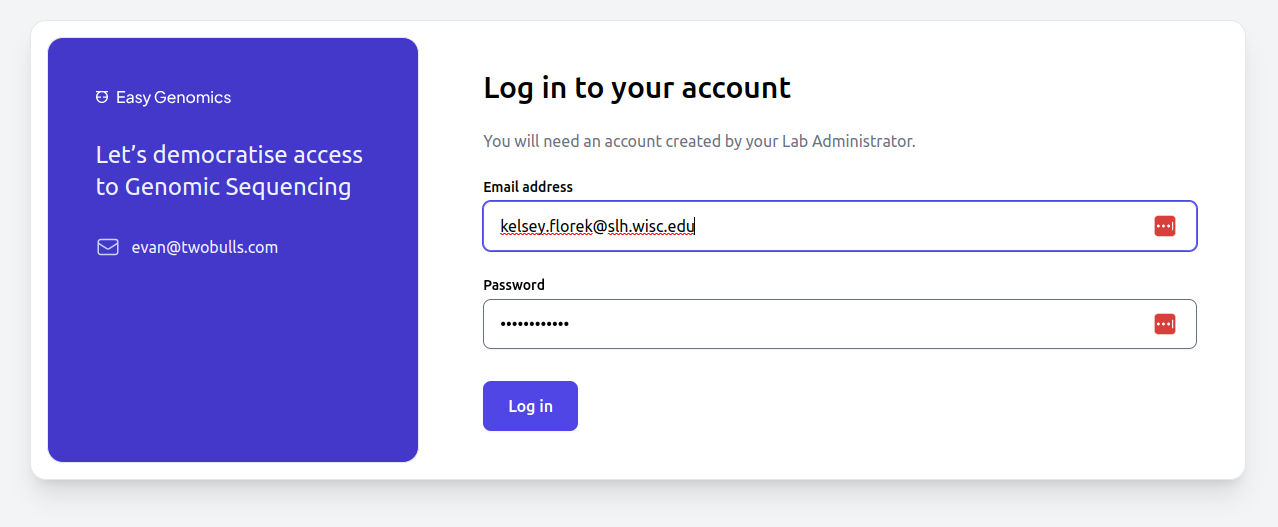 Easy Genomics
Let’s democratise access
to Genomic Sequencing
evan@twobulls.com
Log in to your account
You will need an account created by your Lab Administrator.
Email address
kelsey.florek@slh.wisc.edu
Password
••••••••••••
Log in